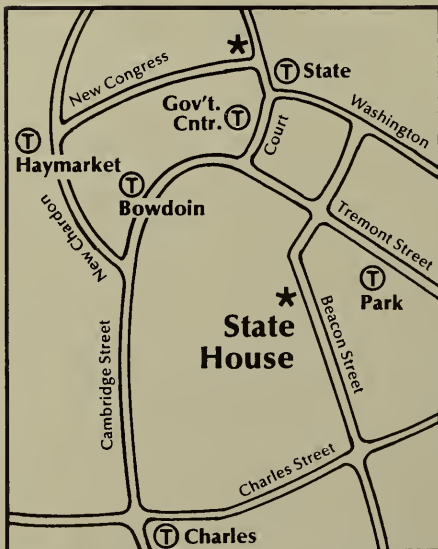 New Congress
T State
Gov't.
Cntr. T
Washington
Court
T
Haymarket
T
Bowdoin
New Chardon
Tremont Street
T
Park
State
House
Beacon Street
Cambridge Street
Charles Street
T Charles